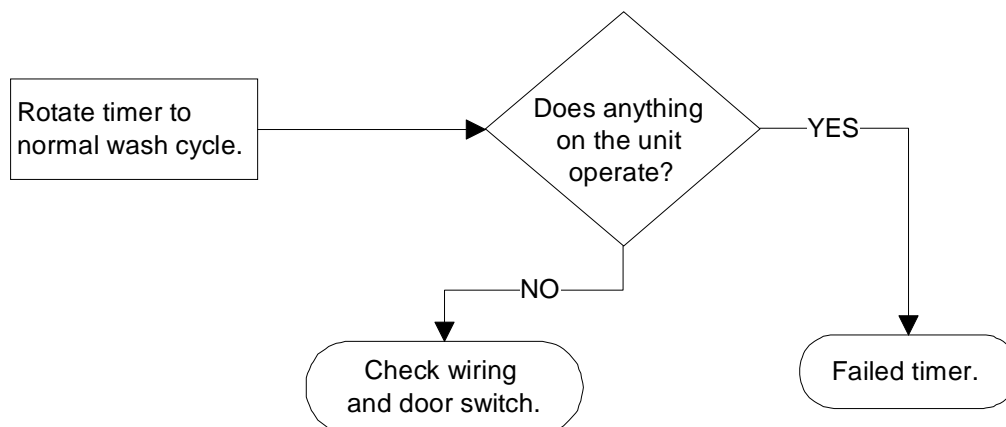 Rotate timer to
normal wash cycle.
Does anything
on the unit
operate?
YES
NO
Check wiring
and door switch.
Failed timer.